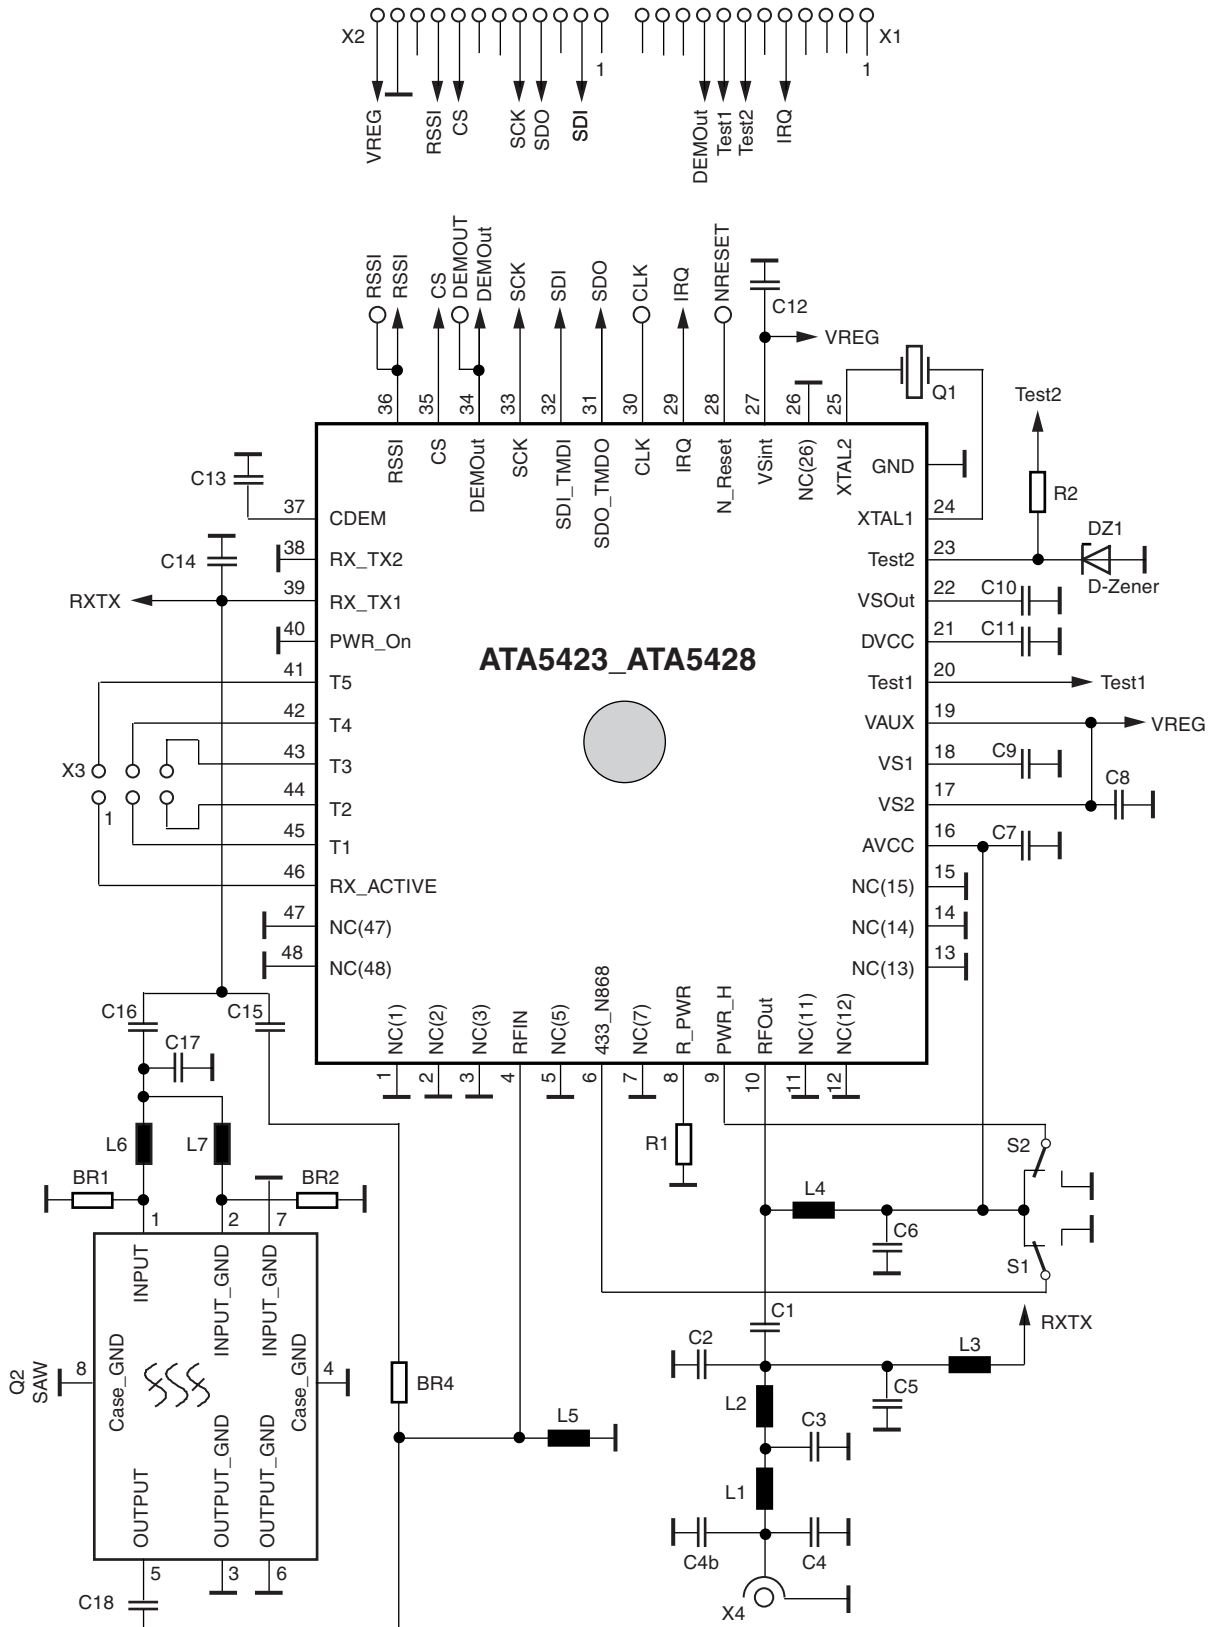 X2
X1
1
1
VREG
RSSI
CS
SCK
SDO
SDI
DEMOut
Test1
Test2
IRQ
RSSI
RSSI
CS
DEMOUT
DEMOut
SCK
SDI
SDO
CLK
IRQ
NRESET
C12
VREG
Q1
36
35
34
33
32
31
30
29
28
27
26
25
RSSI
CS
DEMOut
SCK
SDI_TMDI
SDO_TMDO
CLK
IRQ
N_Reset
VSint
NC(26)
XTAL2
GND
Test2
R2
C13
37
CDEM
XTAL1
24
C14
38
RX_TX2
Test2
23
DZ1
D-Zener
RXTX
39
RX_TX1
VSOut
22
C10
40
PWR_On
DVCC
21
C11
ATA5423_ATA5428
41
T5
Test1
20
Test1
42
T4
VAUX
19
VREG
X3
43
T3
VS1
18
C9
1
44
T2
VS2
17
C8
45
T1
AVCC
16
C7
46
RX_ACTIVE
NC(15)
15
47
NC(47)
NC(14)
14
48
NC(48)
NC(13)
13
NC(1)
NC(2)
NC(3)
RFIN
NC(5)
433_N868
NC(7)
R_PWR
PWR_H
RFOut
NC(11)
NC(12)
1
2
3
4
5
6
7
8
9
10
11
12
C16
C15
C17
L6
L7
BR1
BR2
1
2
7
R1
S2
L4
C6
S1
INPUT
INPUT_GND
INPUT_GND
Q2
SAW
8
Case_GND
Case_GND
4
OUTPUT
OUTPUT_GND
OUTPUT_GND
5
3
6
C18
BR4
L5
C1
RXTX
C2
L3
L2
C5
C3
L1
C4b
C4
X4